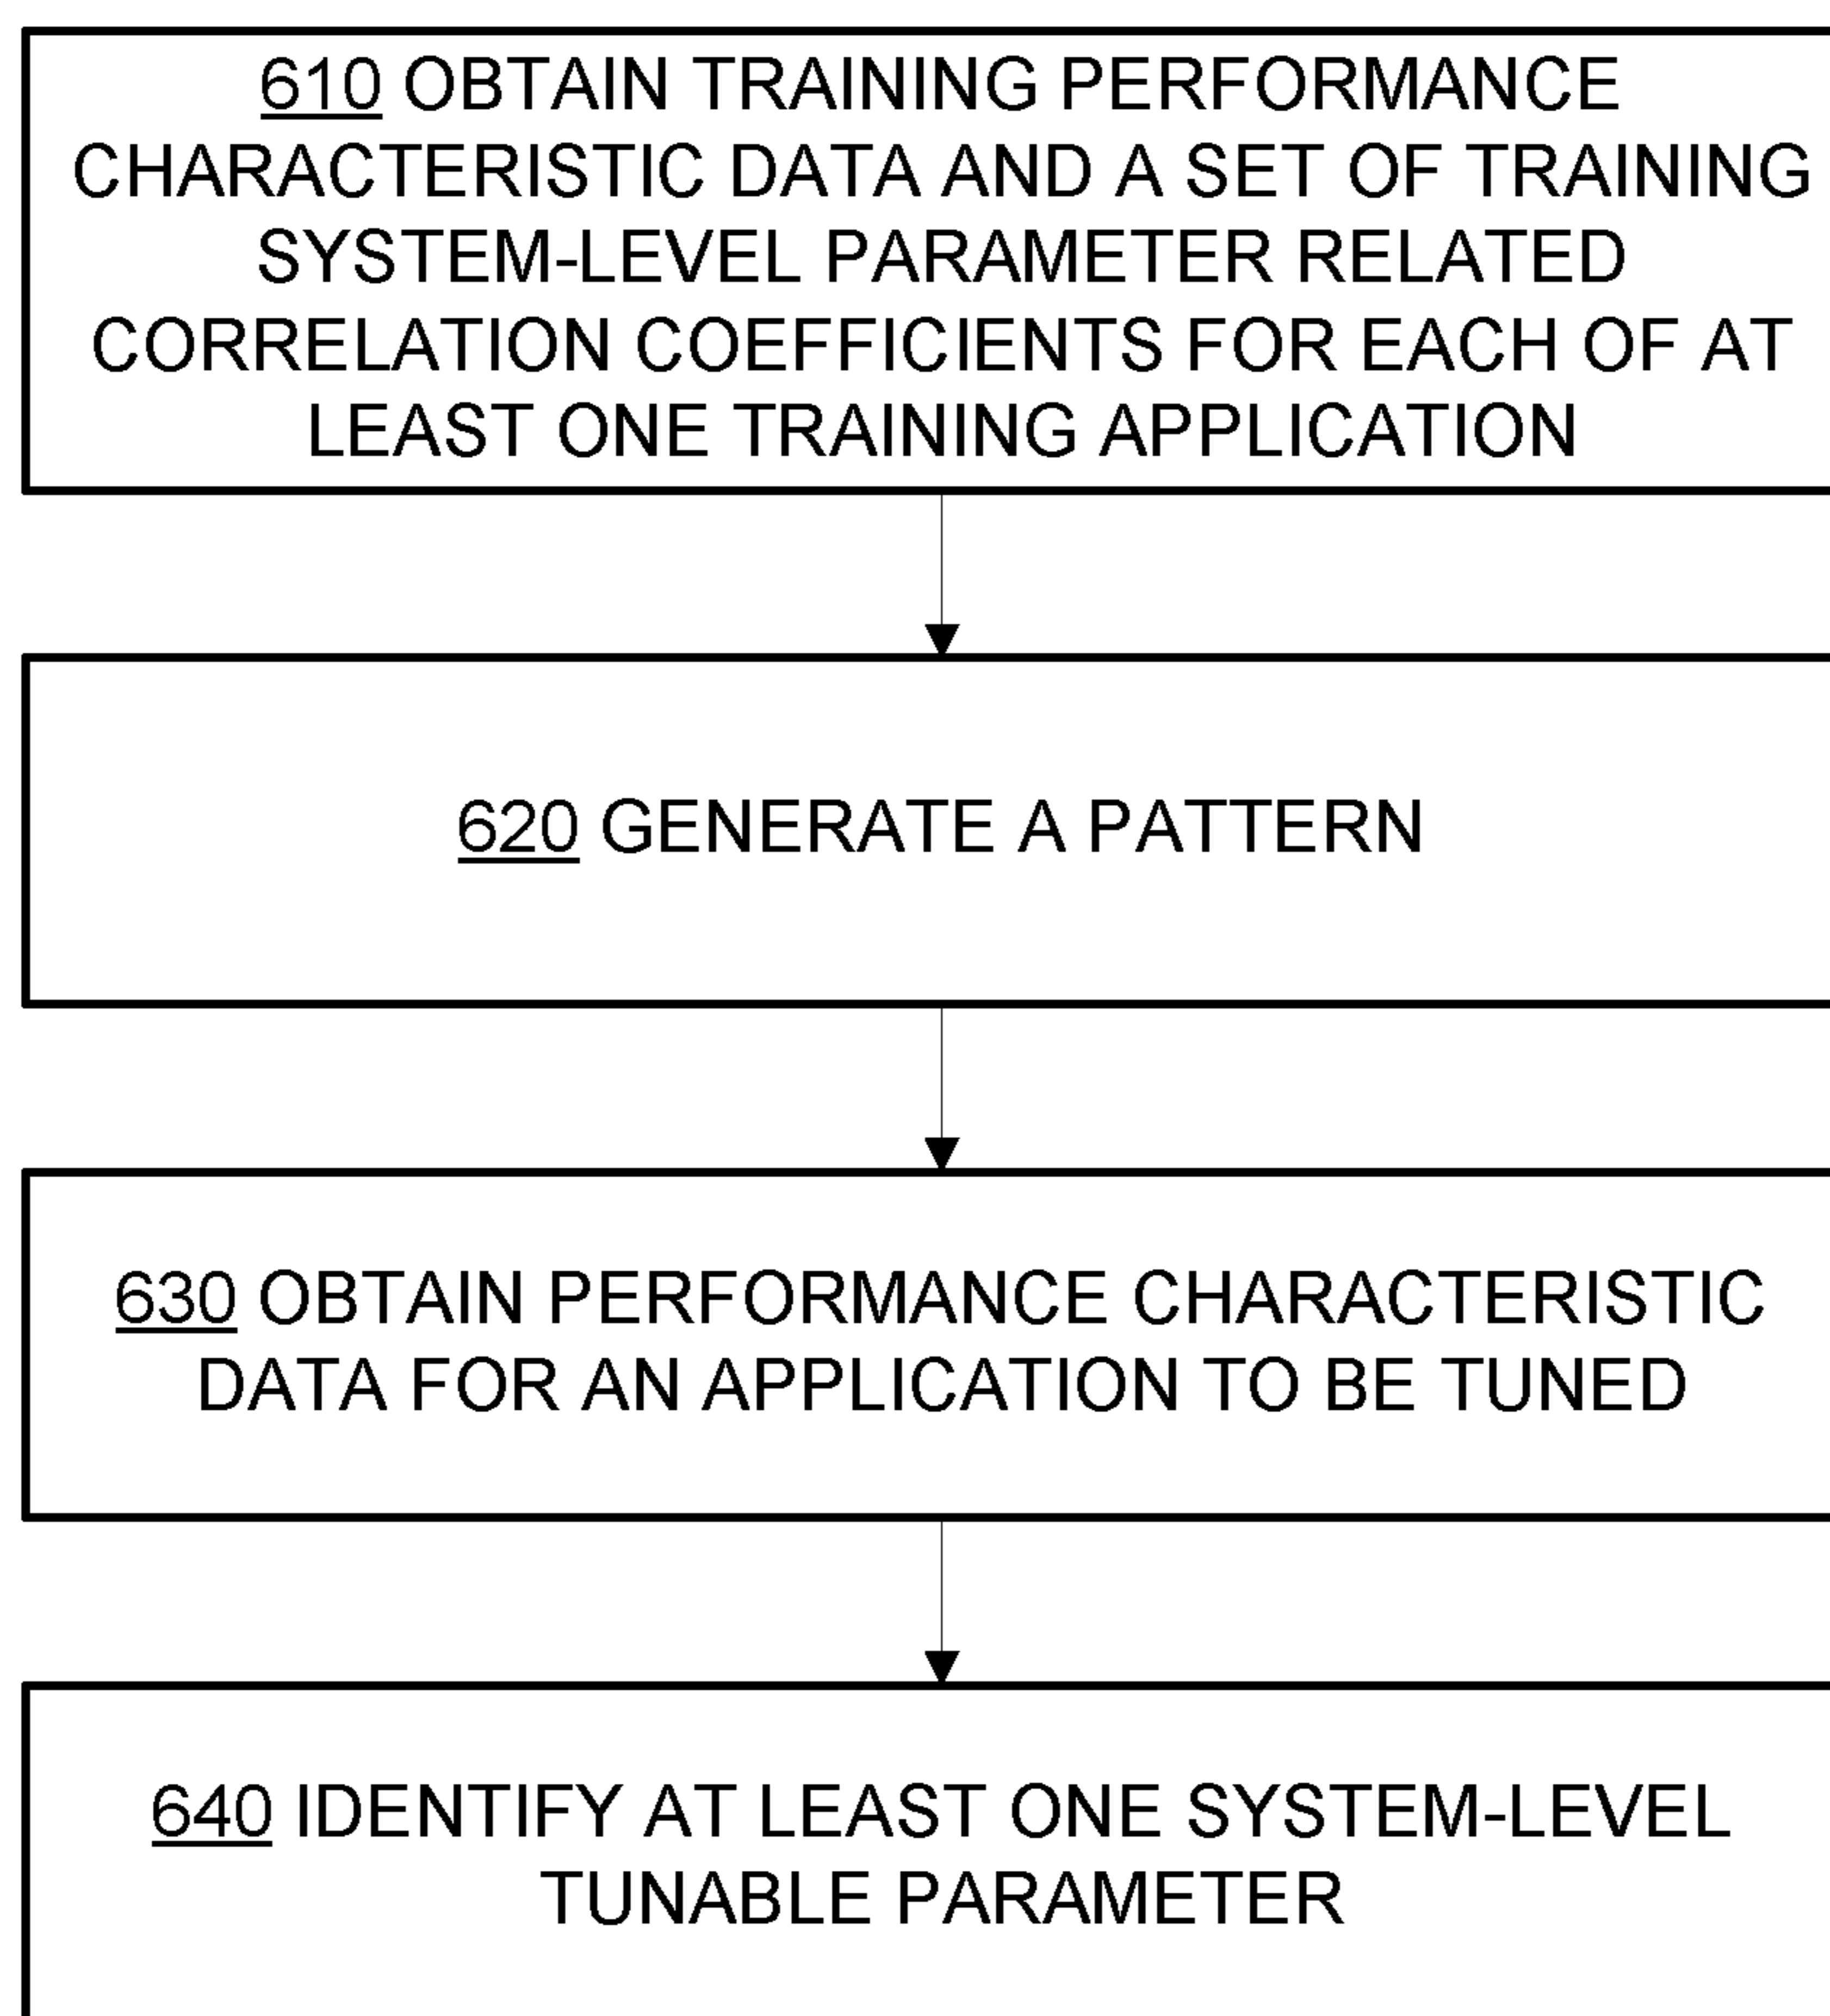 610 OBTAIN TRAINING PERFORMANCE
CHARACTERISTIC DATA AND A SET OF TRAINING
SYSTEM-LEVEL PARAMETER RELATED
CORRELATION COEFFICIENTS FOR EACH OF AT
LEAST ONE TRAINING APPLICATION
620 GENERATE A PATTERN
630 OBTAIN PERFORMANCE CHARACTERISTIC
DATA FOR AN APPLICATION TO BE TUNED
640 IDENTIFY AT LEAST ONE SYSTEM-LEVEL
TUNABLE PARAMETER